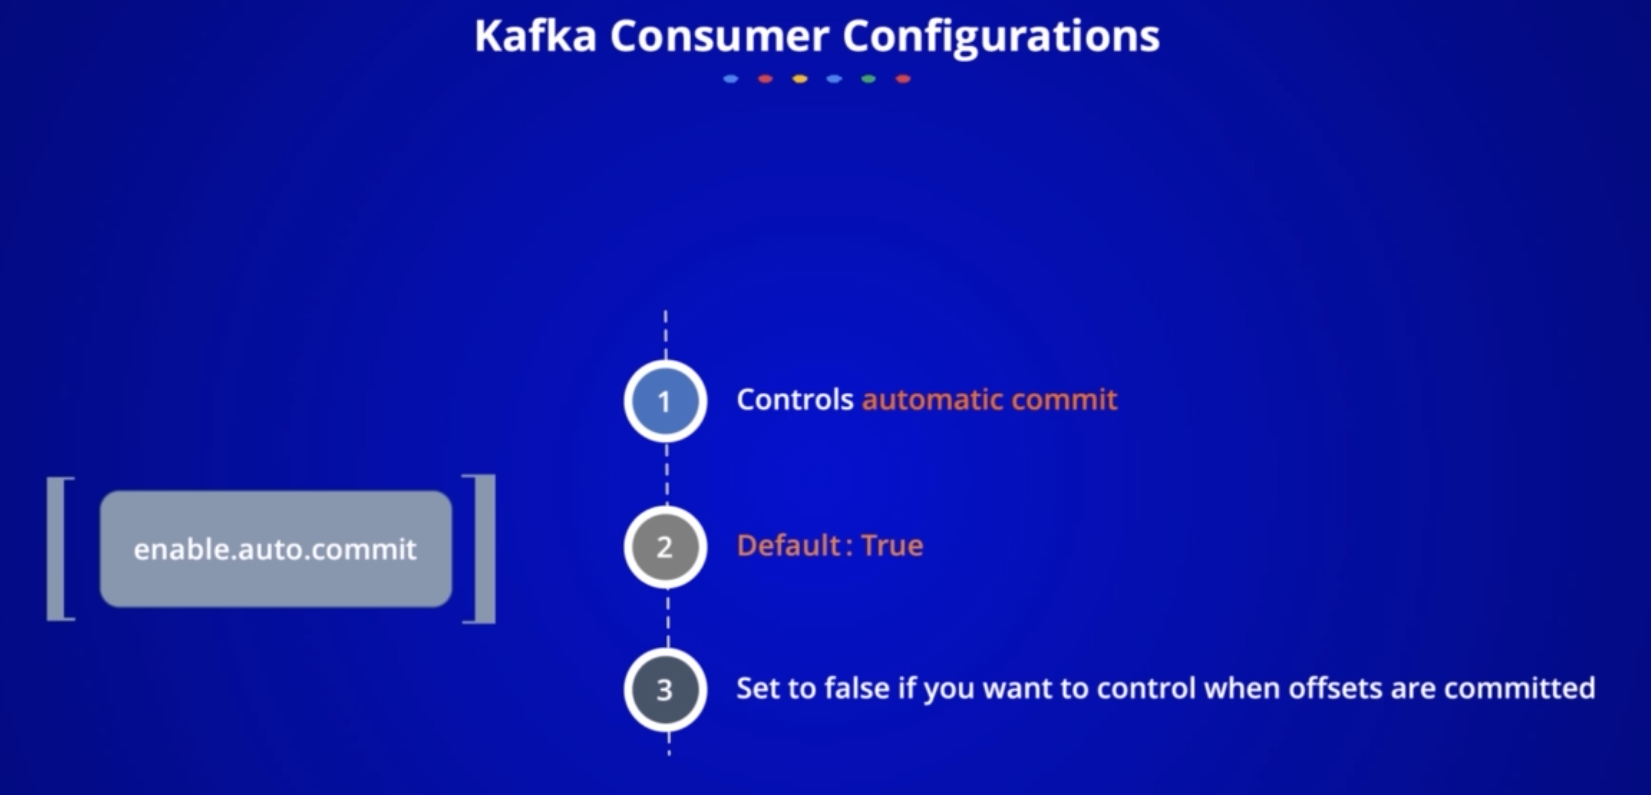 Kafka Consumer Configurations
enable.auto.commit
1
Controls automatic commit
2
Default: True
3
Set to false if you want to control when offsets are committed